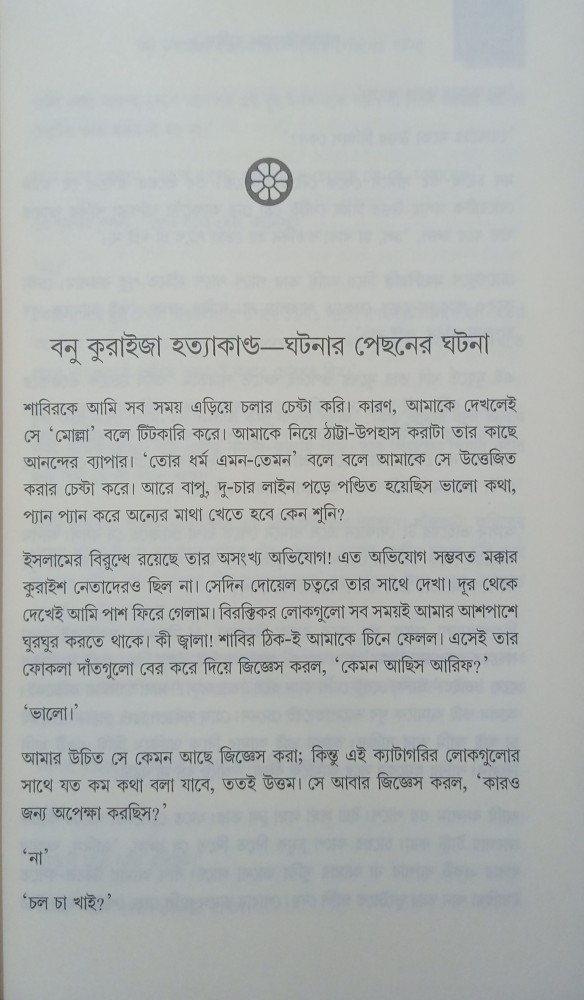 বনু কুরাইজা হত্যাকাণ্ড—ঘটনার পেছনের ঘটনা
শাবিরকে আমি সব সময় এড়িয়ে চলার চেষ্টা করি। কারণ, আমাকে দেখলেই
সে ‘মোল্লা’ বলে টিটকারি করে। আমাকে নিয়ে ঠাট্টা-উপহাস করাটা তার কাছে
আনন্দের ব্যাপার। ‘তোর ধর্ম এমন-তেমন’ বলে বলে আমাকে সে উত্তেজিত
করার চেষ্টা করে। আরে বাপু, দু-চার লাইন পড়ে পণ্ডিত হয়েছিস ভালো কথা,
প্যান প্যান করে অন্যের মাথা খেতে হবে কেন শুনি?
ইসলামের বিরুদ্ধে রয়েছে তার অসংখ্য অভিযোগ! এত অভিযোগ সম্ভবত মক্কার
কুরাইশ নেতাদেরও ছিল না। সেদিন দোয়েল চত্বরে তার সাথে দেখা। দূর থেকে
দেখেই আমি পাশ ফিরে গেলাম। বিরক্তিকর লোকগুলো সব সময়ই আমার আশপাশে
ঘুরঘুর করতে থাকে। কী জ্বালা! শাবির ঠিক-ই আমাকে চিনে ফেলল। এসেই তার
ফোকলা দাঁতগুলো বের করে দিয়ে জিজ্ঞেস করল, ‘কেমন আছিস আরিফ?’
‘ভালো।’
আমার উচিত সে কেমন আছে জিজ্ঞেস করা; কিন্তু এই ক্যাটাগরির লোকগুলোর
সাথে যত কম কথা বলা যাবে, ততই উত্তম। সে আবার জিজ্ঞেস করল, ‘কারও
জন্য অপেক্ষা করছিস?’
‘না’
‘চল চা খাই?’